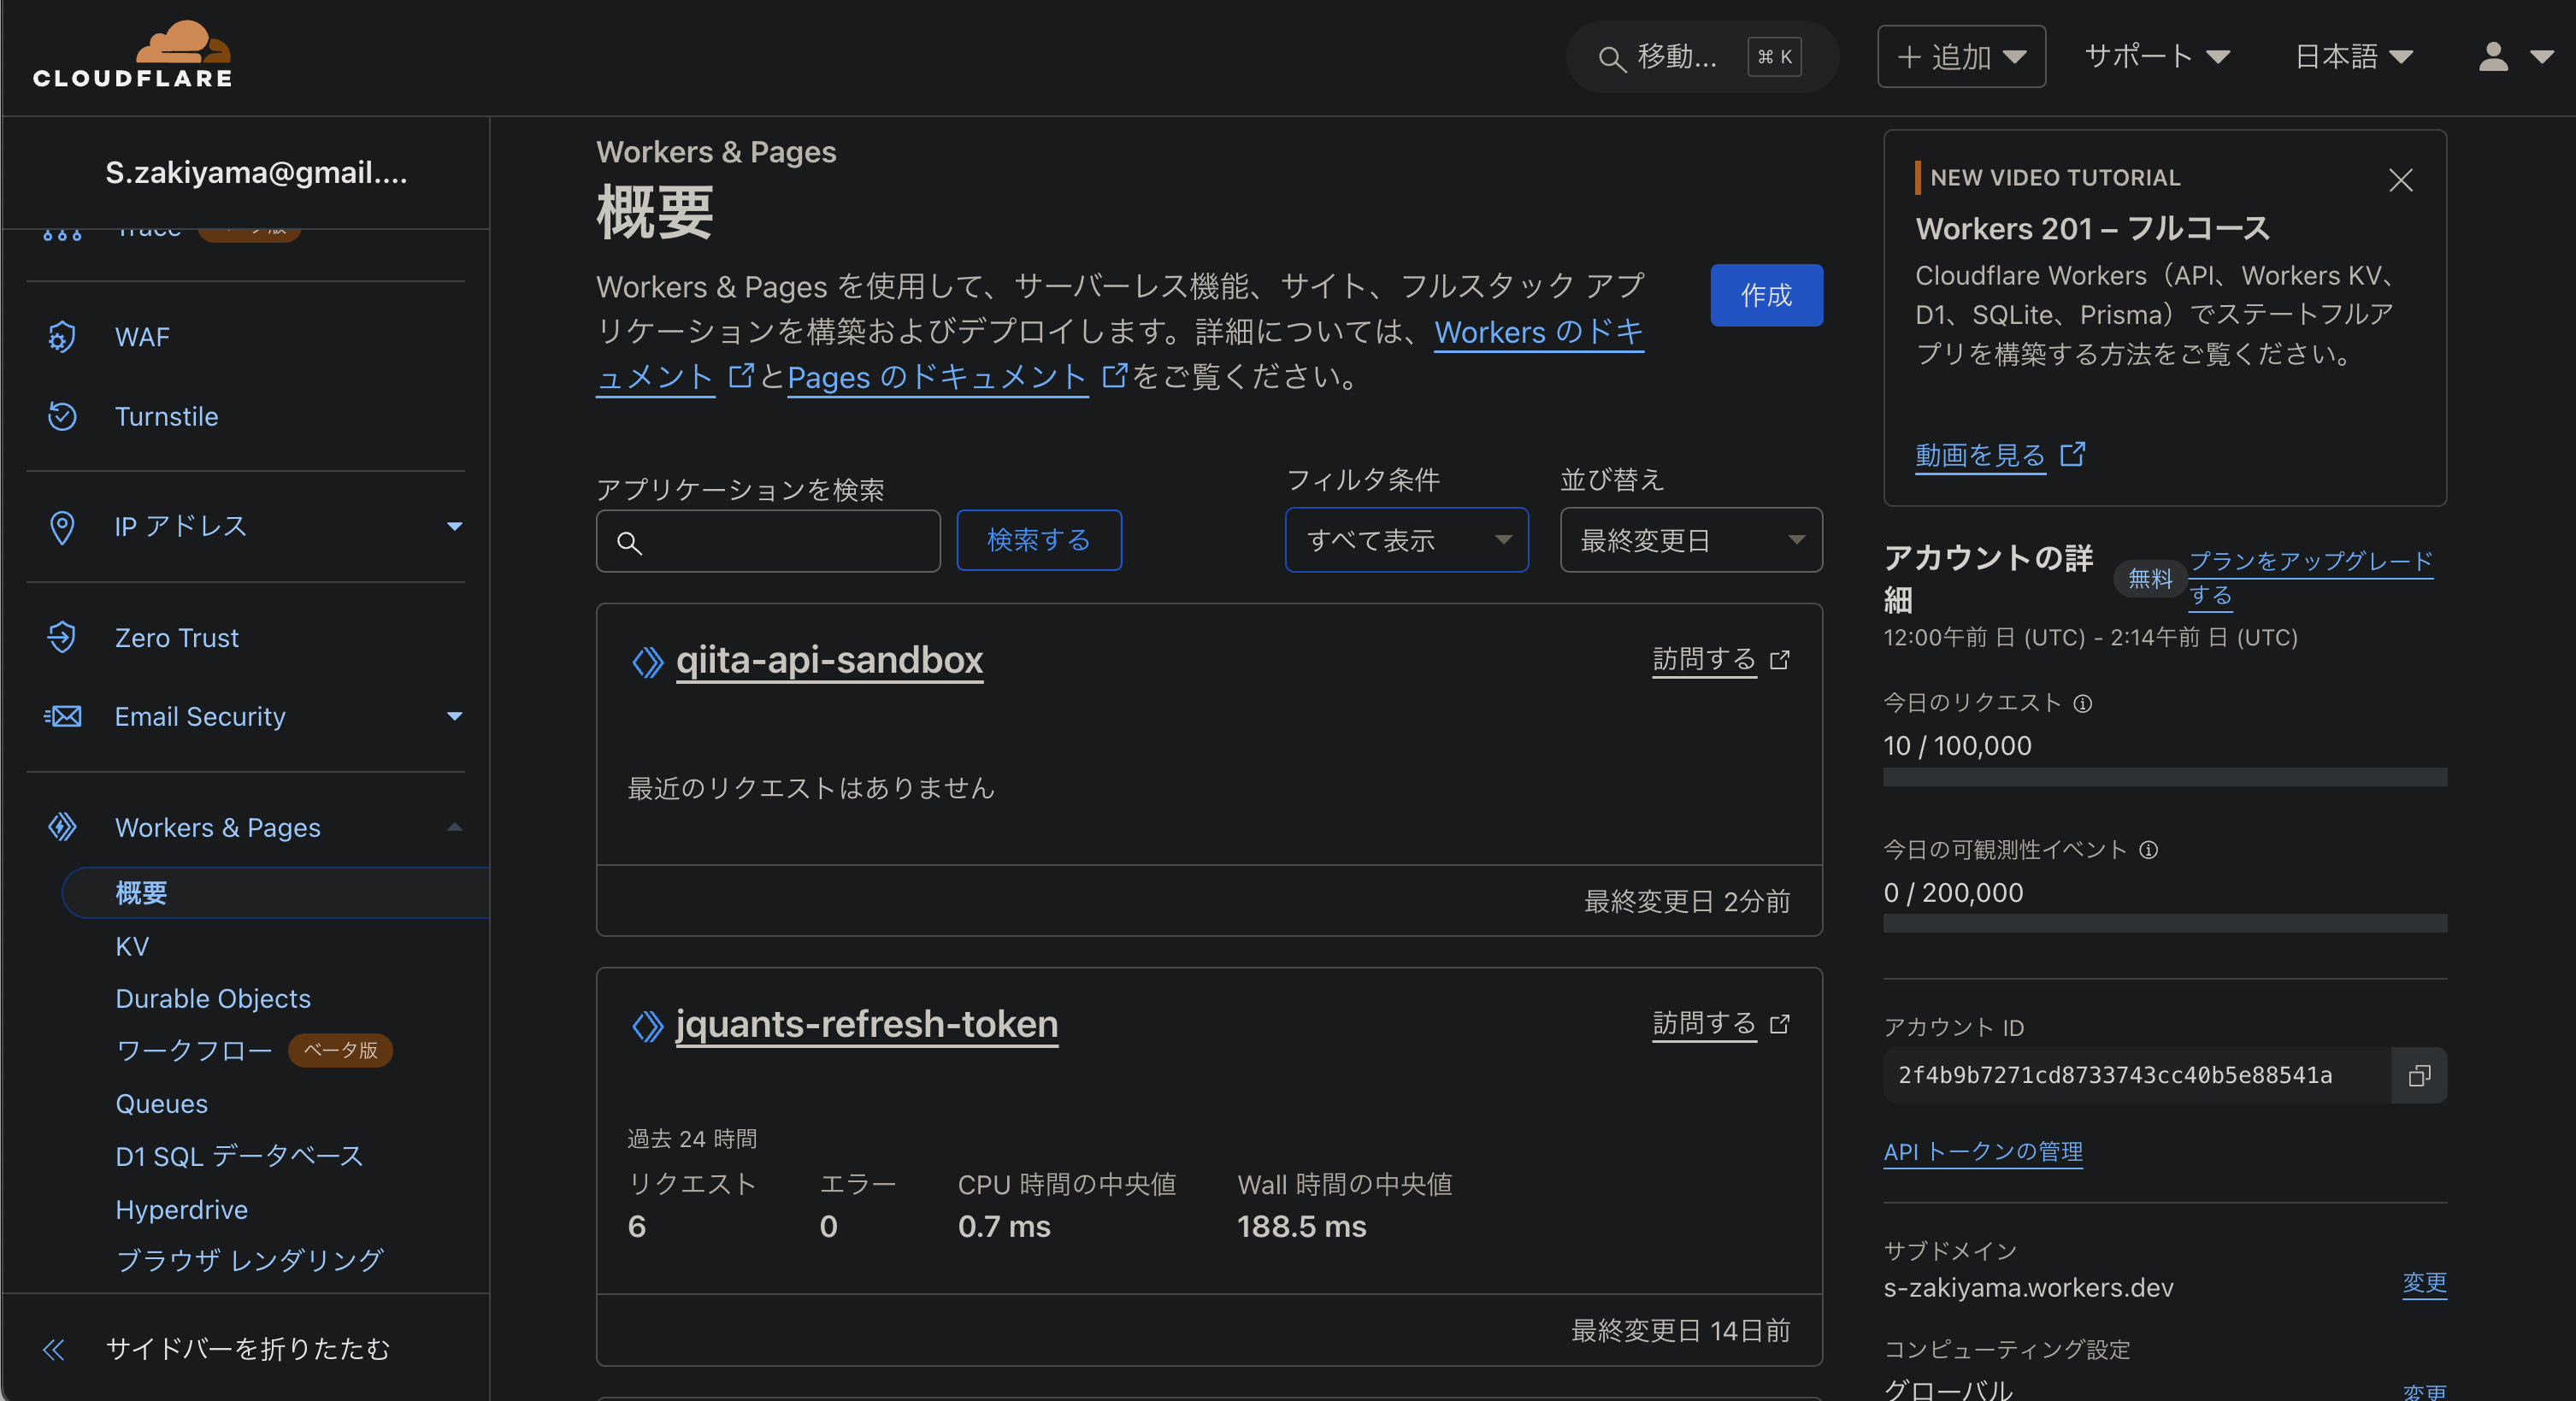 CLOUDFLARE
移動... ⌘ K
追加
サポート
日本語
S.zakiyama@gmail....
Trace ベータ版
WAF
Turnstile
IP アドレス
Zero Trust
Email Security
Workers & Pages
概要
KV
Durable Objects
ワークフロー ベータ版
Queues
D1 SQL データベース
Hyperdrive
ブラウザ レンダリング
サイドバーを折りたたむ
Workers & Pages
概要
Workers & Pages を使用して、サーバーレス機能、サイト、フルスタック アプ
リケーションを構築およびデプロイします。詳細については、Workers のドキ
ュメント とPages のドキュメント をご覧ください。
作成
アプリケーションを検索
検索する
フィルタ条件
すべて表示
並び替え
最終変更日
qiita-api-sandbox
訪問する
最近のリクエストはありません
最終変更日 2分前
jquants-refresh-token
訪問する
過去 24 時間
リクエスト エラー CPU 時間の中央値 Wall 時間の中央値
6 0 0.7 ms 188.5 ms
最終変更日 14日前
NEW VIDEO TUTORIAL
Workers 201 – フルコース
Cloudflare Workers（API、Workers KV、
D1、SQLite、Prisma）でステートフルア
プリを構築する方法をご覧ください。
動画を見る
アカウントの詳
細
無料
プランをアップグレード
する
12:00午前 日 (UTC) - 2:14午前 日 (UTC)
今日のリクエスト
10 / 100,000
今日の可観測性イベント
0 / 200,000
アカウント ID
2f4b9b7271cd8733743cc40b5e88541a
API トークンの管理
サブドメイン
s-zakiyama.workers.dev
変更
コンピューティング設定
グローバル
変更